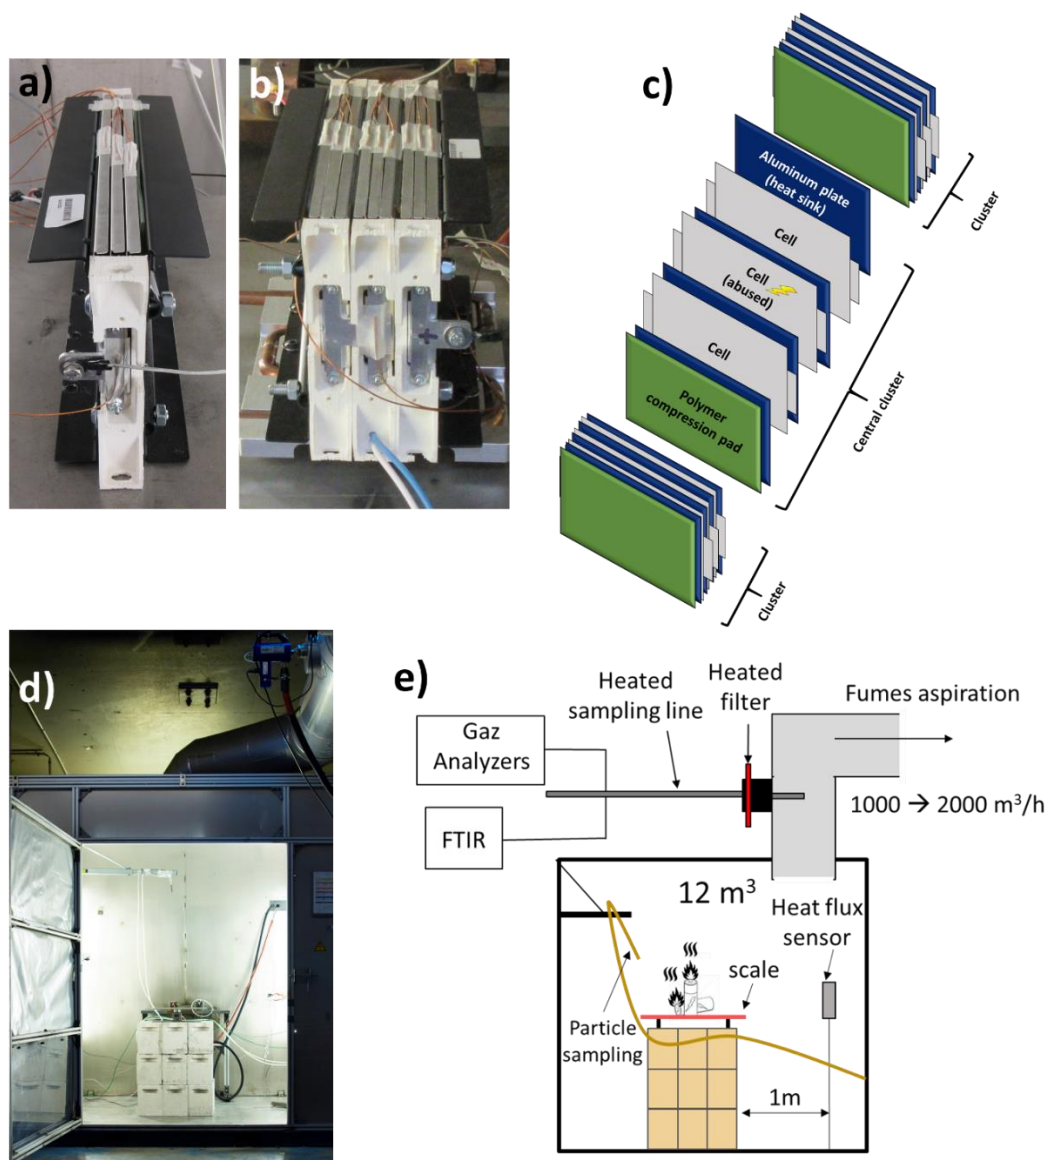 a)
b)
c)
Aluminum plate
(heat sink)
Cell
Cell
(abused)
Cell
Polymer
compression pad
Cluster
Central cluster
Cluster
d)
e)
Heated
sampling line
Heated
filter
Fumes aspiration
Gaz
Analyzers
FTIR
1000 → 2000 m³/h
12 m³
Heat flux
sensor
scale
Particle
sampling
1m